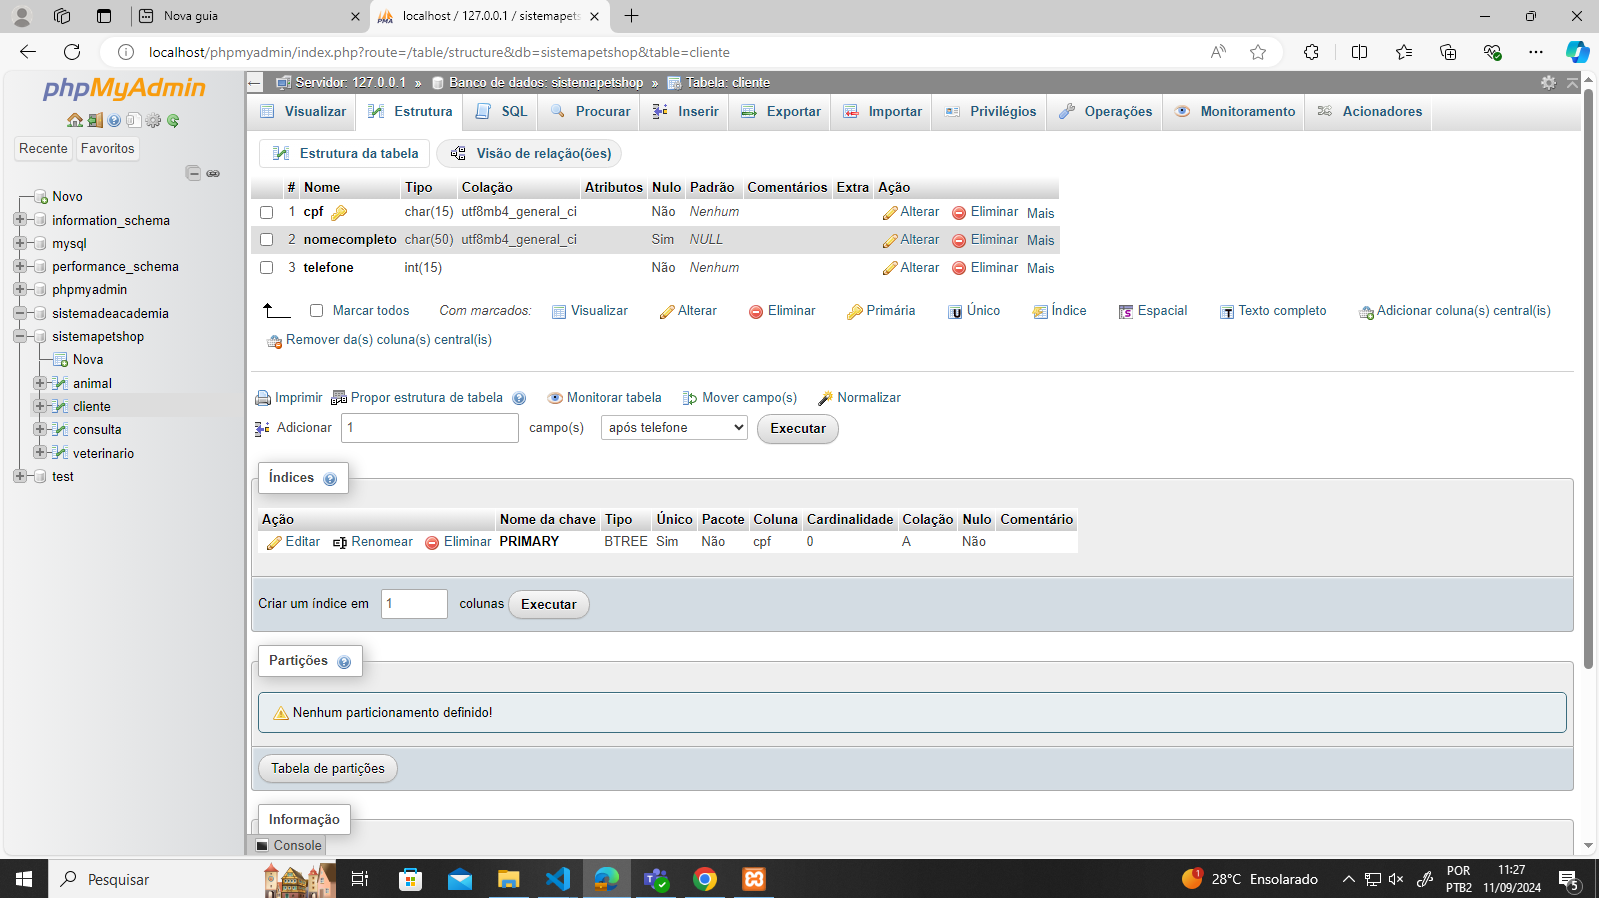 Nova guia
localhost / 127.0.0.1 / sistemapets
localhost/phpmyadmin/index.php?route=/table/structure&db=sistemapetshop&table=cliente
phpMyAdmin
Recente Favoritos
Novo
information_schema
mysql
performance_schema
phpmyadmin
sistemadeacademia
sistemapetshop
Nova
animal
cliente
consulta
veterinario
test
Servidor: 127.0.0.1 » Banco de dados: sistemapetshop » Tabela: cliente
Visualizar Estrutura SQL Procurar Inserir Exportar Importar Privilégios Operações Monitoramento Acionadores
Estrutura da tabela Visão de relação(ões)
# Nome Tipo Colação Atributos Nulo Padrão Comentários Extra Ação
1 cpf char(15) utf8mb4_general_ci Não Nenhum Alterar Eliminar Mais
2 nomecompleto char(50) utf8mb4_general_ci Sim NULL Alterar Eliminar Mais
3 telefone int(15) Não Nenhum Alterar Eliminar Mais
Marcar todos Com marcados: Visualizar Alterar Eliminar Primária Único Índice Espacial Texto completo Adicionar coluna(s) central(is)
Remover da(s) coluna(s) central(is)
Imprimir Propor estrutura de tabela Monitorar tabela Mover campo(s) Normalizar
Adicionar 1 campo(s) após telefone Executar
Índices
Ação Nome da chave Tipo Único Pacote Coluna Cardinalidade Colação Nulo Comentário
Editar Renomear Eliminar PRIMARY BTREE Sim Não cpf 0 A Não
Criar um índice em 1 colunas Executar
Partições
Nenhum particionamento definido!
Tabela de partições
Informação
Console
Pesquisar
1 28°C Ensolarado
POR
PTB2
11:27
11/09/2024
5